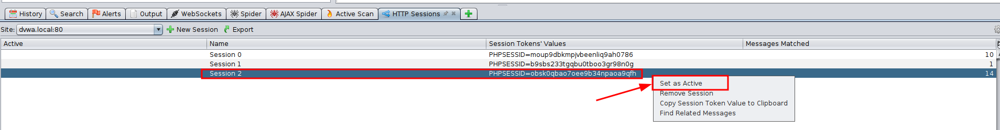 History Search Alerts Output WebSockets Spider AJAX Spider Active Scan HTTP Sessions
Site: dvwa.local:80 New Session Export
Active Name Session Tokens' Values Messages Matched
Session 0 PHPSESSID=moup9dbkmpjvbeenliq9ah0786 10
Session 1 PHPSESSID=b9sbs233tgqbu0tboo3gr98n0g 1
Session 2 PHPSESSID=obsk0qbao7oee9b34npaoa9qfh 14
Set as Active
Remove Session
Copy Session Token Value to Clipboard
Find Related Messages